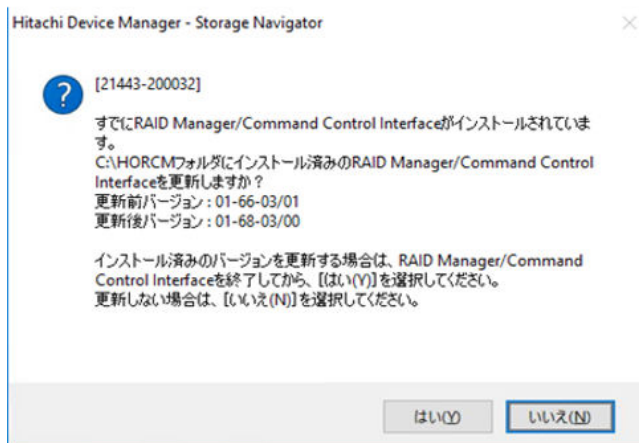 Hitachi Device Manager - Storage Navigator
[21443-200032]
すでにRAID Manager/Command Control Interfaceがインストールされていま
す。
C:\HORCMフォルダにインストール済みのRAID Manager/Command Control
Interfaceを更新しますか？
更新前バージョン : 01-66-03/01
更新後バージョン : 01-68-03/00
インストール済みのバージョンを更新する場合は、RAID Manager/Command
Control Interfaceを終了してから、[はい(Y)]を選択してください。
更新しない場合は、[いいえ(N)]を選択してください。
はい(Y)
いいえ(N)